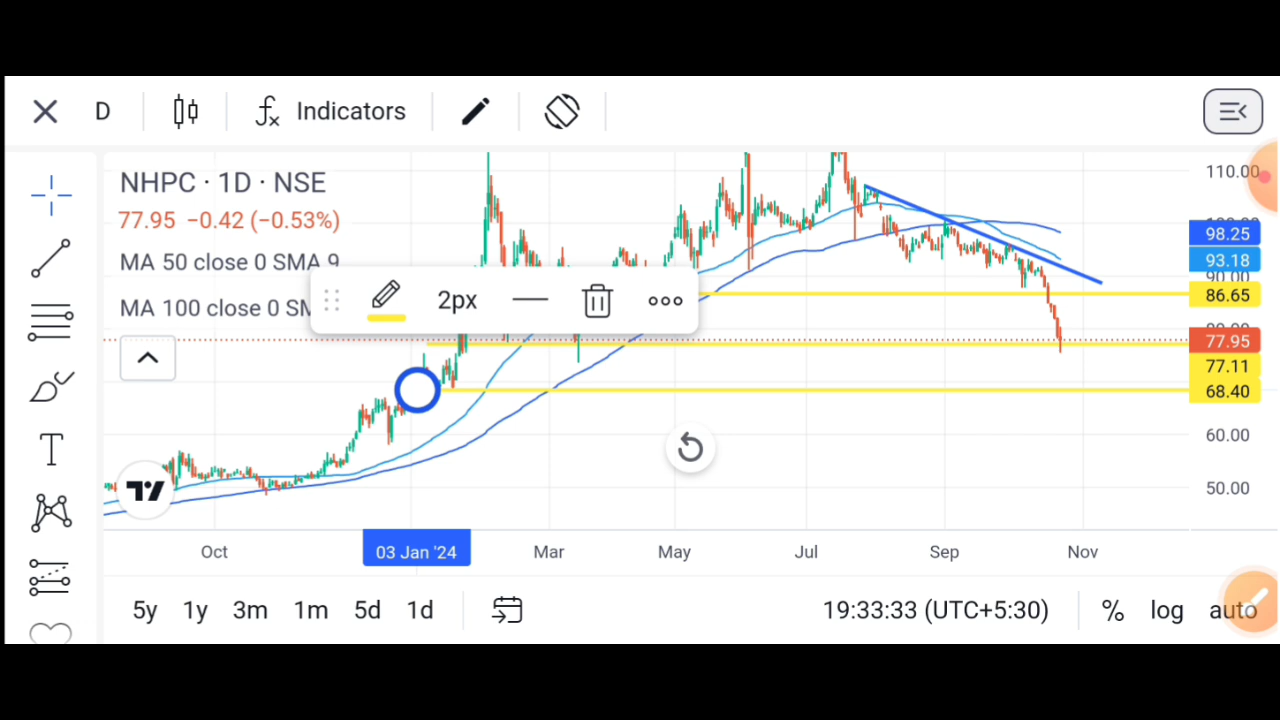 D Indicators
NHPC · 1D · NSE
77.95 −0.42 (−0.53%)
MA 50 close 0 SMA 9
MA 100 close 0
2px
T
110.00
98.25
93.18
90.00
86.65
77.95
77.11
68.40
60.00
50.00
Oct 03 Jan '24 Mar May Jul Sep Nov
5y 1y 3m 1m 5d 1d 19:33:33 (UTC+5:30) % log auto